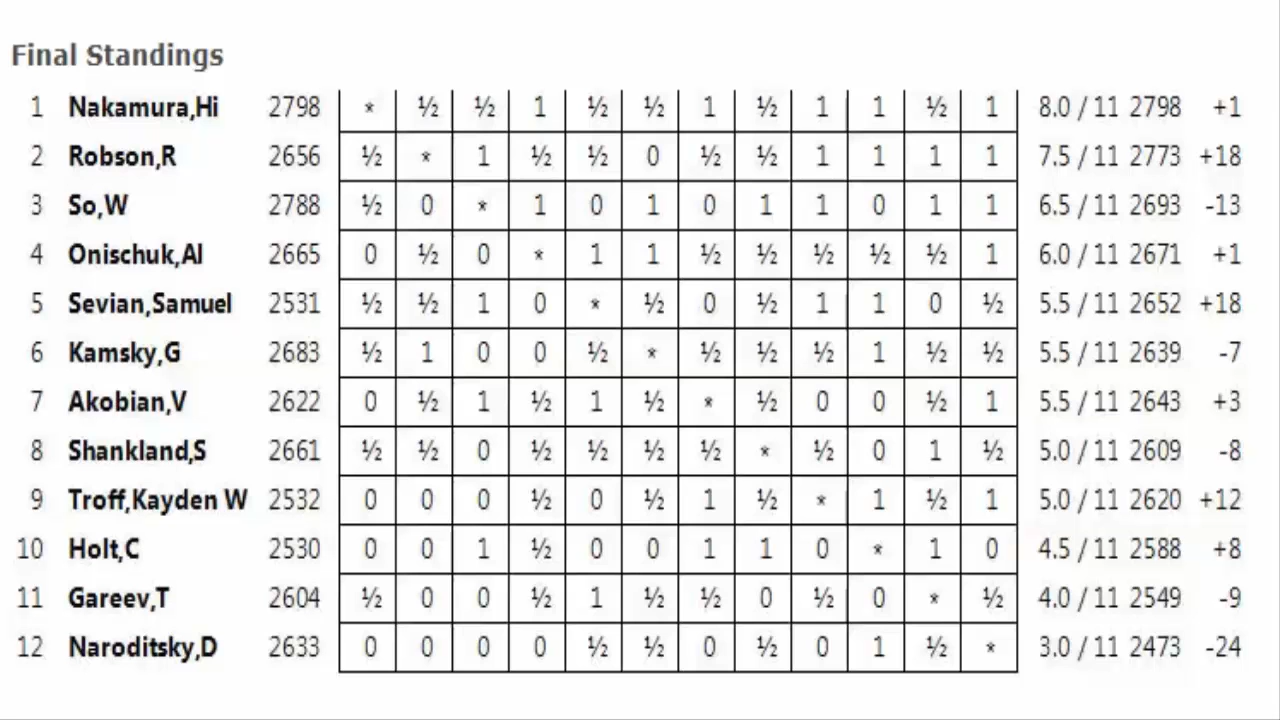 Final Standings
1 Nakamura,Hi 2798 * ½ ½ 1 ½ ½ 1 ½ 1 1 ½ 1 8.0 / 11 2798 +1
2 Robson,R 2656 ½ * 1 ½ ½ 0 ½ ½ 1 1 1 1 7.5 / 11 2773 +18
3 So,W 2788 ½ 0 * 1 0 1 0 1 1 0 1 1 6.5 / 11 2693 -13
4 Onischuk,Al 2665 0 ½ 0 * 1 1 ½ ½ ½ ½ ½ 1 6.0 / 11 2671 +1
5 Sevian,Samuel 2531 ½ ½ 1 0 * ½ 0 ½ 1 1 0 ½ 5.5 / 11 2652 +18
6 Kamsky,G 2683 ½ 1 0 0 ½ * ½ ½ ½ 1 ½ ½ 5.5 / 11 2639 -7
7 Akobian,V 2622 0 ½ 1 ½ 1 ½ * ½ 0 0 ½ 1 5.5 / 11 2643 +3
8 Shankland,S 2661 ½ ½ 0 ½ ½ ½ ½ * ½ 0 1 ½ 5.0 / 11 2609 -8
9 Troff,Kayden W 2532 0 0 0 ½ 0 ½ 1 ½ * 1 ½ 1 5.0 / 11 2620 +12
10 Holt,C 2530 0 0 1 ½ 0 0 1 1 0 * 1 0 4.5 / 11 2588 +8
11 Gareev,T 2604 ½ 0 0 ½ 1 ½ ½ 0 ½ 0 * ½ 4.0 / 11 2549 -9
12 Naroditsky,D 2633 0 0 0 0 ½ ½ 0 ½ 0 1 ½ * 3.0 / 11 2473 -24